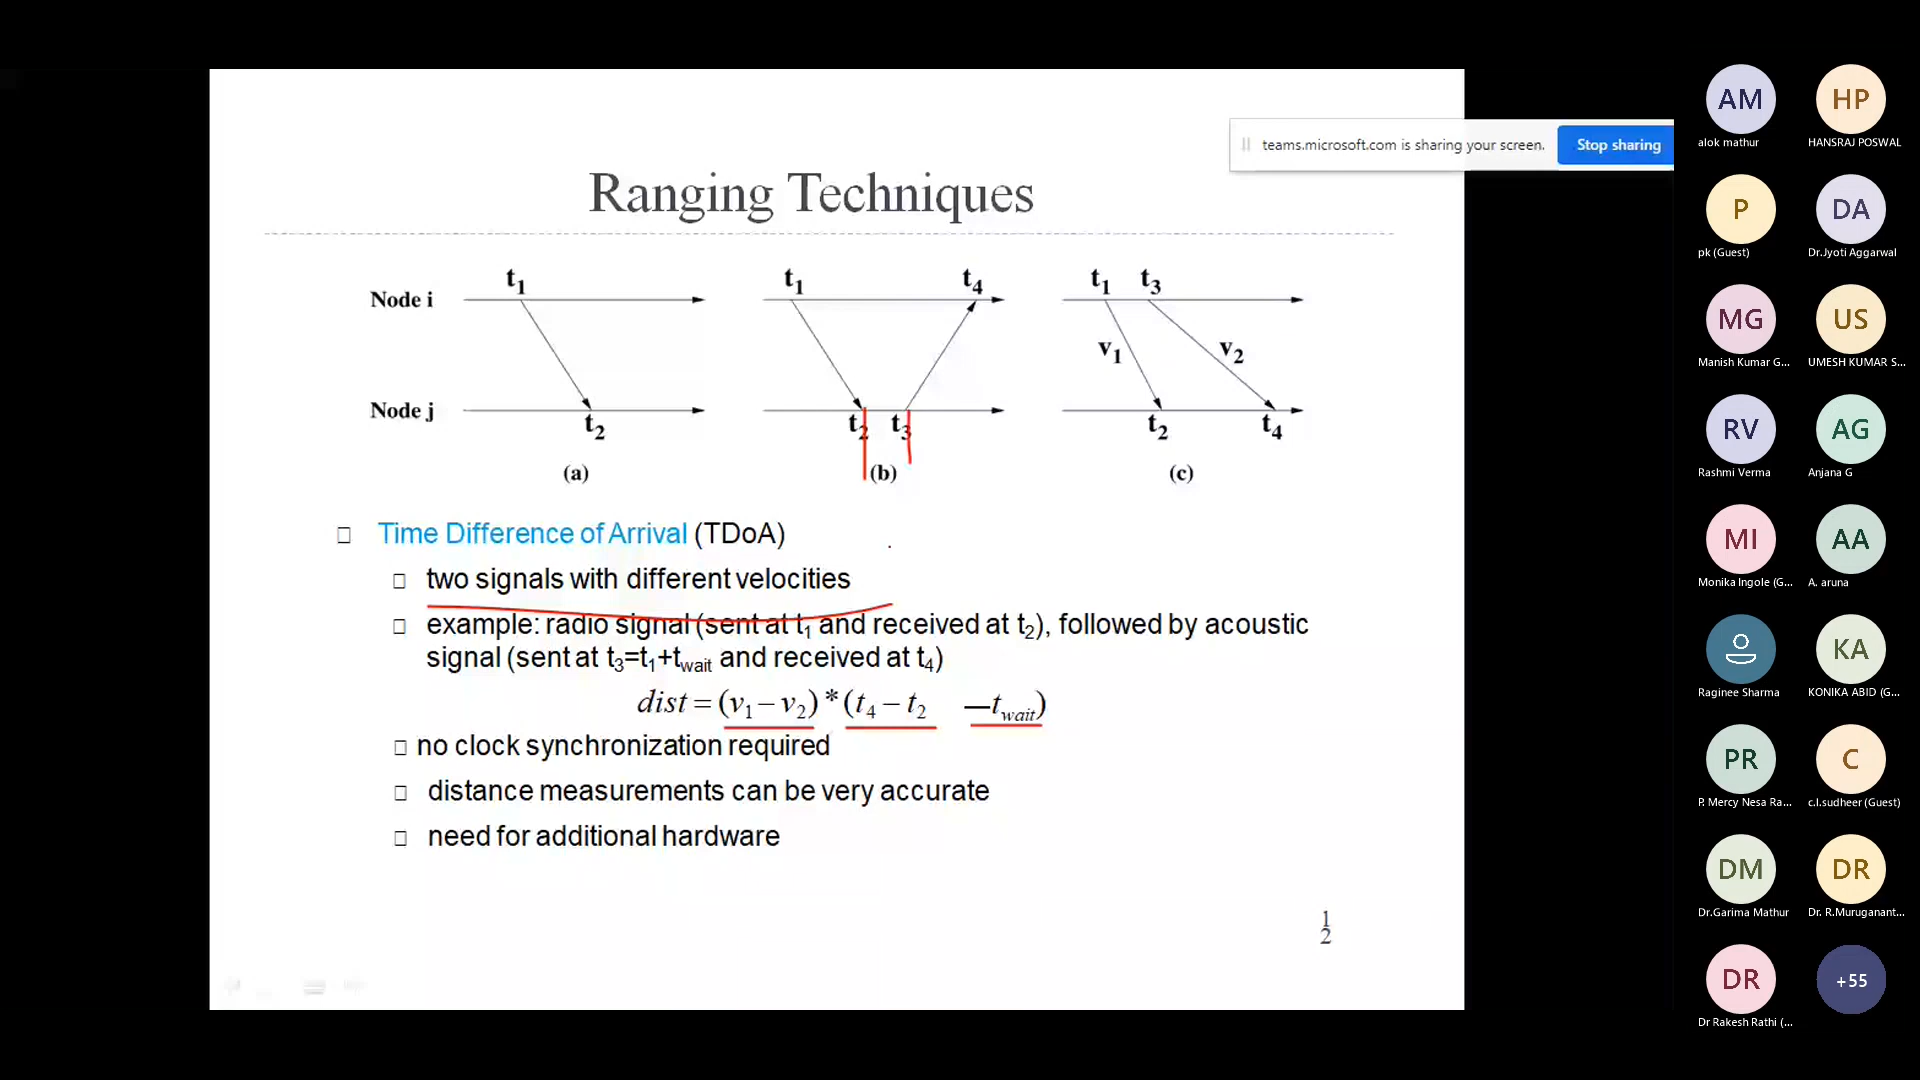 teams.microsoft.com is sharing your screen. Stop sharing
Ranging Techniques
t1 t1 t4 t1 t3
Node i
v1 v2
Node j
t2 t2 t3 t2 t4
(a) (b) (c)
Time Difference of Arrival (TDoA)
two signals with different velocities
example: radio signal (sent at t1 and received at t2), followed by acoustic
signal (sent at t3=t1+twait and received at t4)
dist = (v1 – v2) * (t4 – t2 —twait)
no clock synchronization required
distance measurements can be very accurate
need for additional hardware
1
2
AM HP
alok mathur HANSRAJ POSWAL
P DA
pk (Guest) Dr.Jyoti Aggarwal
MG US
Manish Kumar G... UMESH KUMAR S...
RV AG
Rashmi Verma Anjana G
MI AA
Monika Ingole (G... A. aruna
KA
Raginee Sharma KONIKA ABID (G...
PR C
P. Mercy Nesa Ra... c.l.sudheer (Guest)
DM DR
Dr.Garima Mathur Dr. R.Muruganant...
DR +55
Dr Rakesh Rathi (...